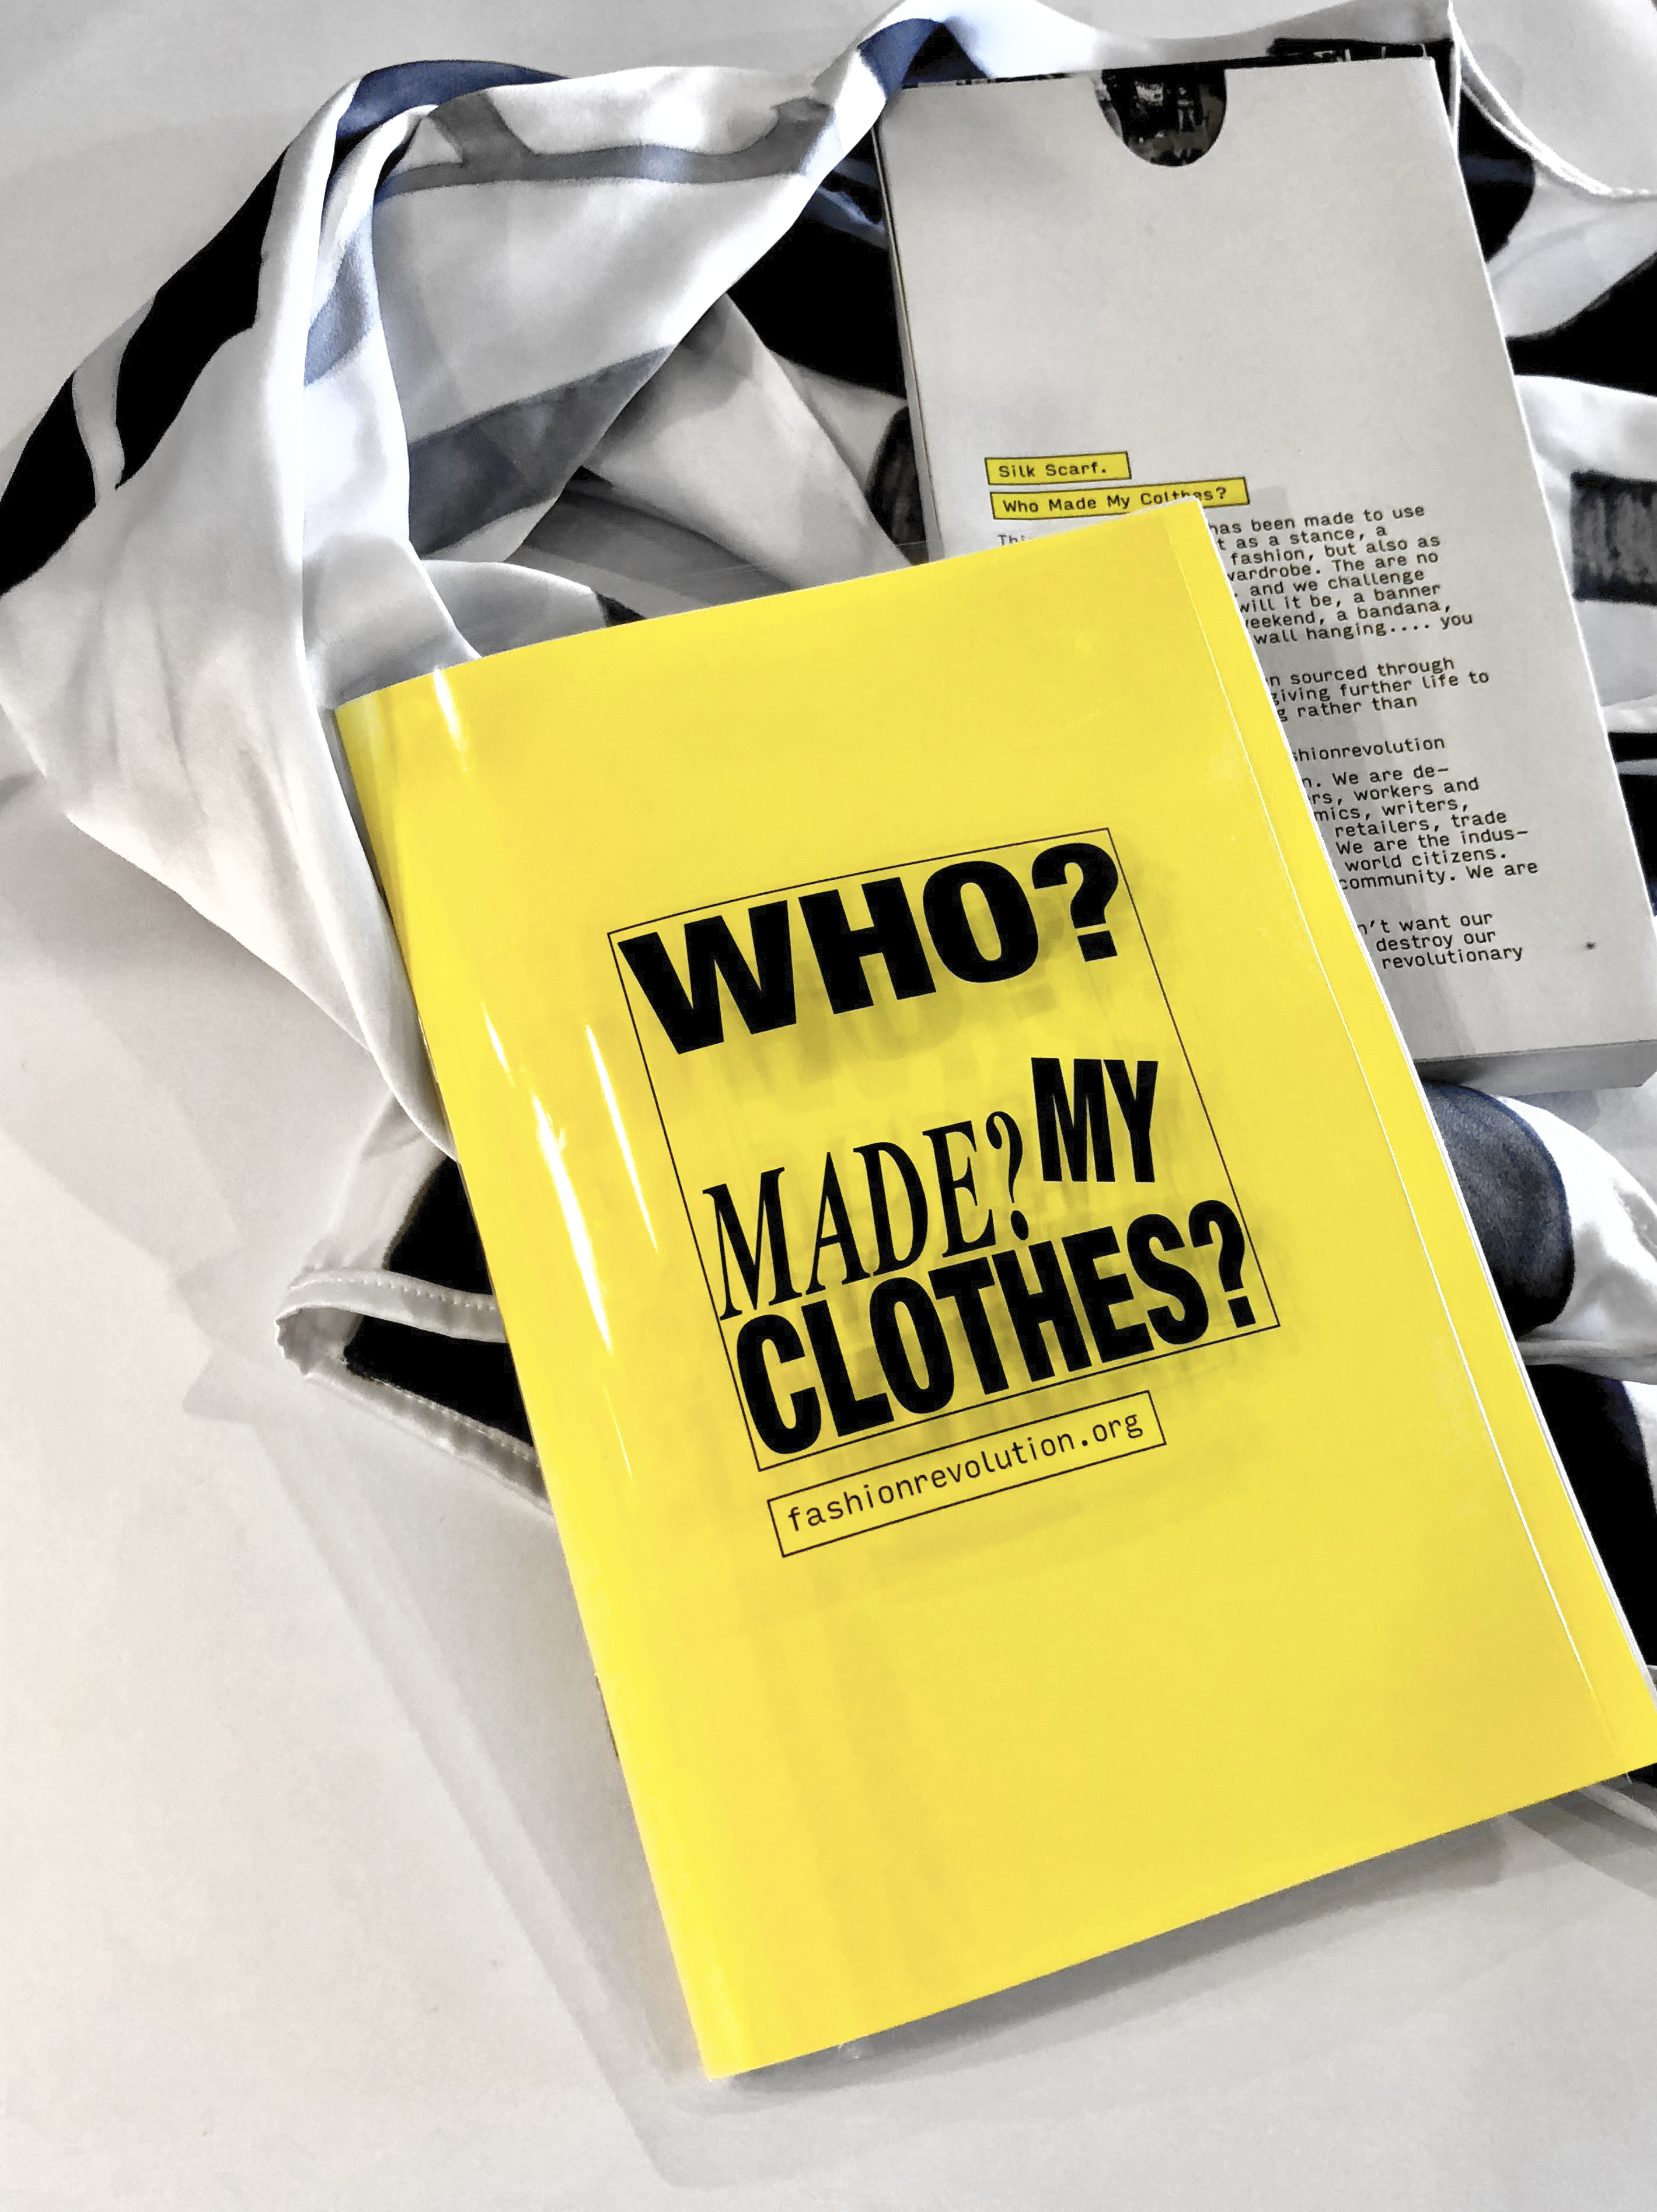 Silk Scarf.
Who Made My Colthes?
has been made to use
as a stance, a
fashion, but also as
wardrobe. The are no
and we challenge
will it be, a banner
weekend, a bandana,
wall hanging.... you
sourced through
giving further life to
rather than
shionrevolution
We are de-
workers and
writers,
retailers, trade
We are the indus-
world citizens.
community. We are
want our
destroy our
revolutionary
WHO?
MADE? MY
CLOTHES?
fashionrevolution.org